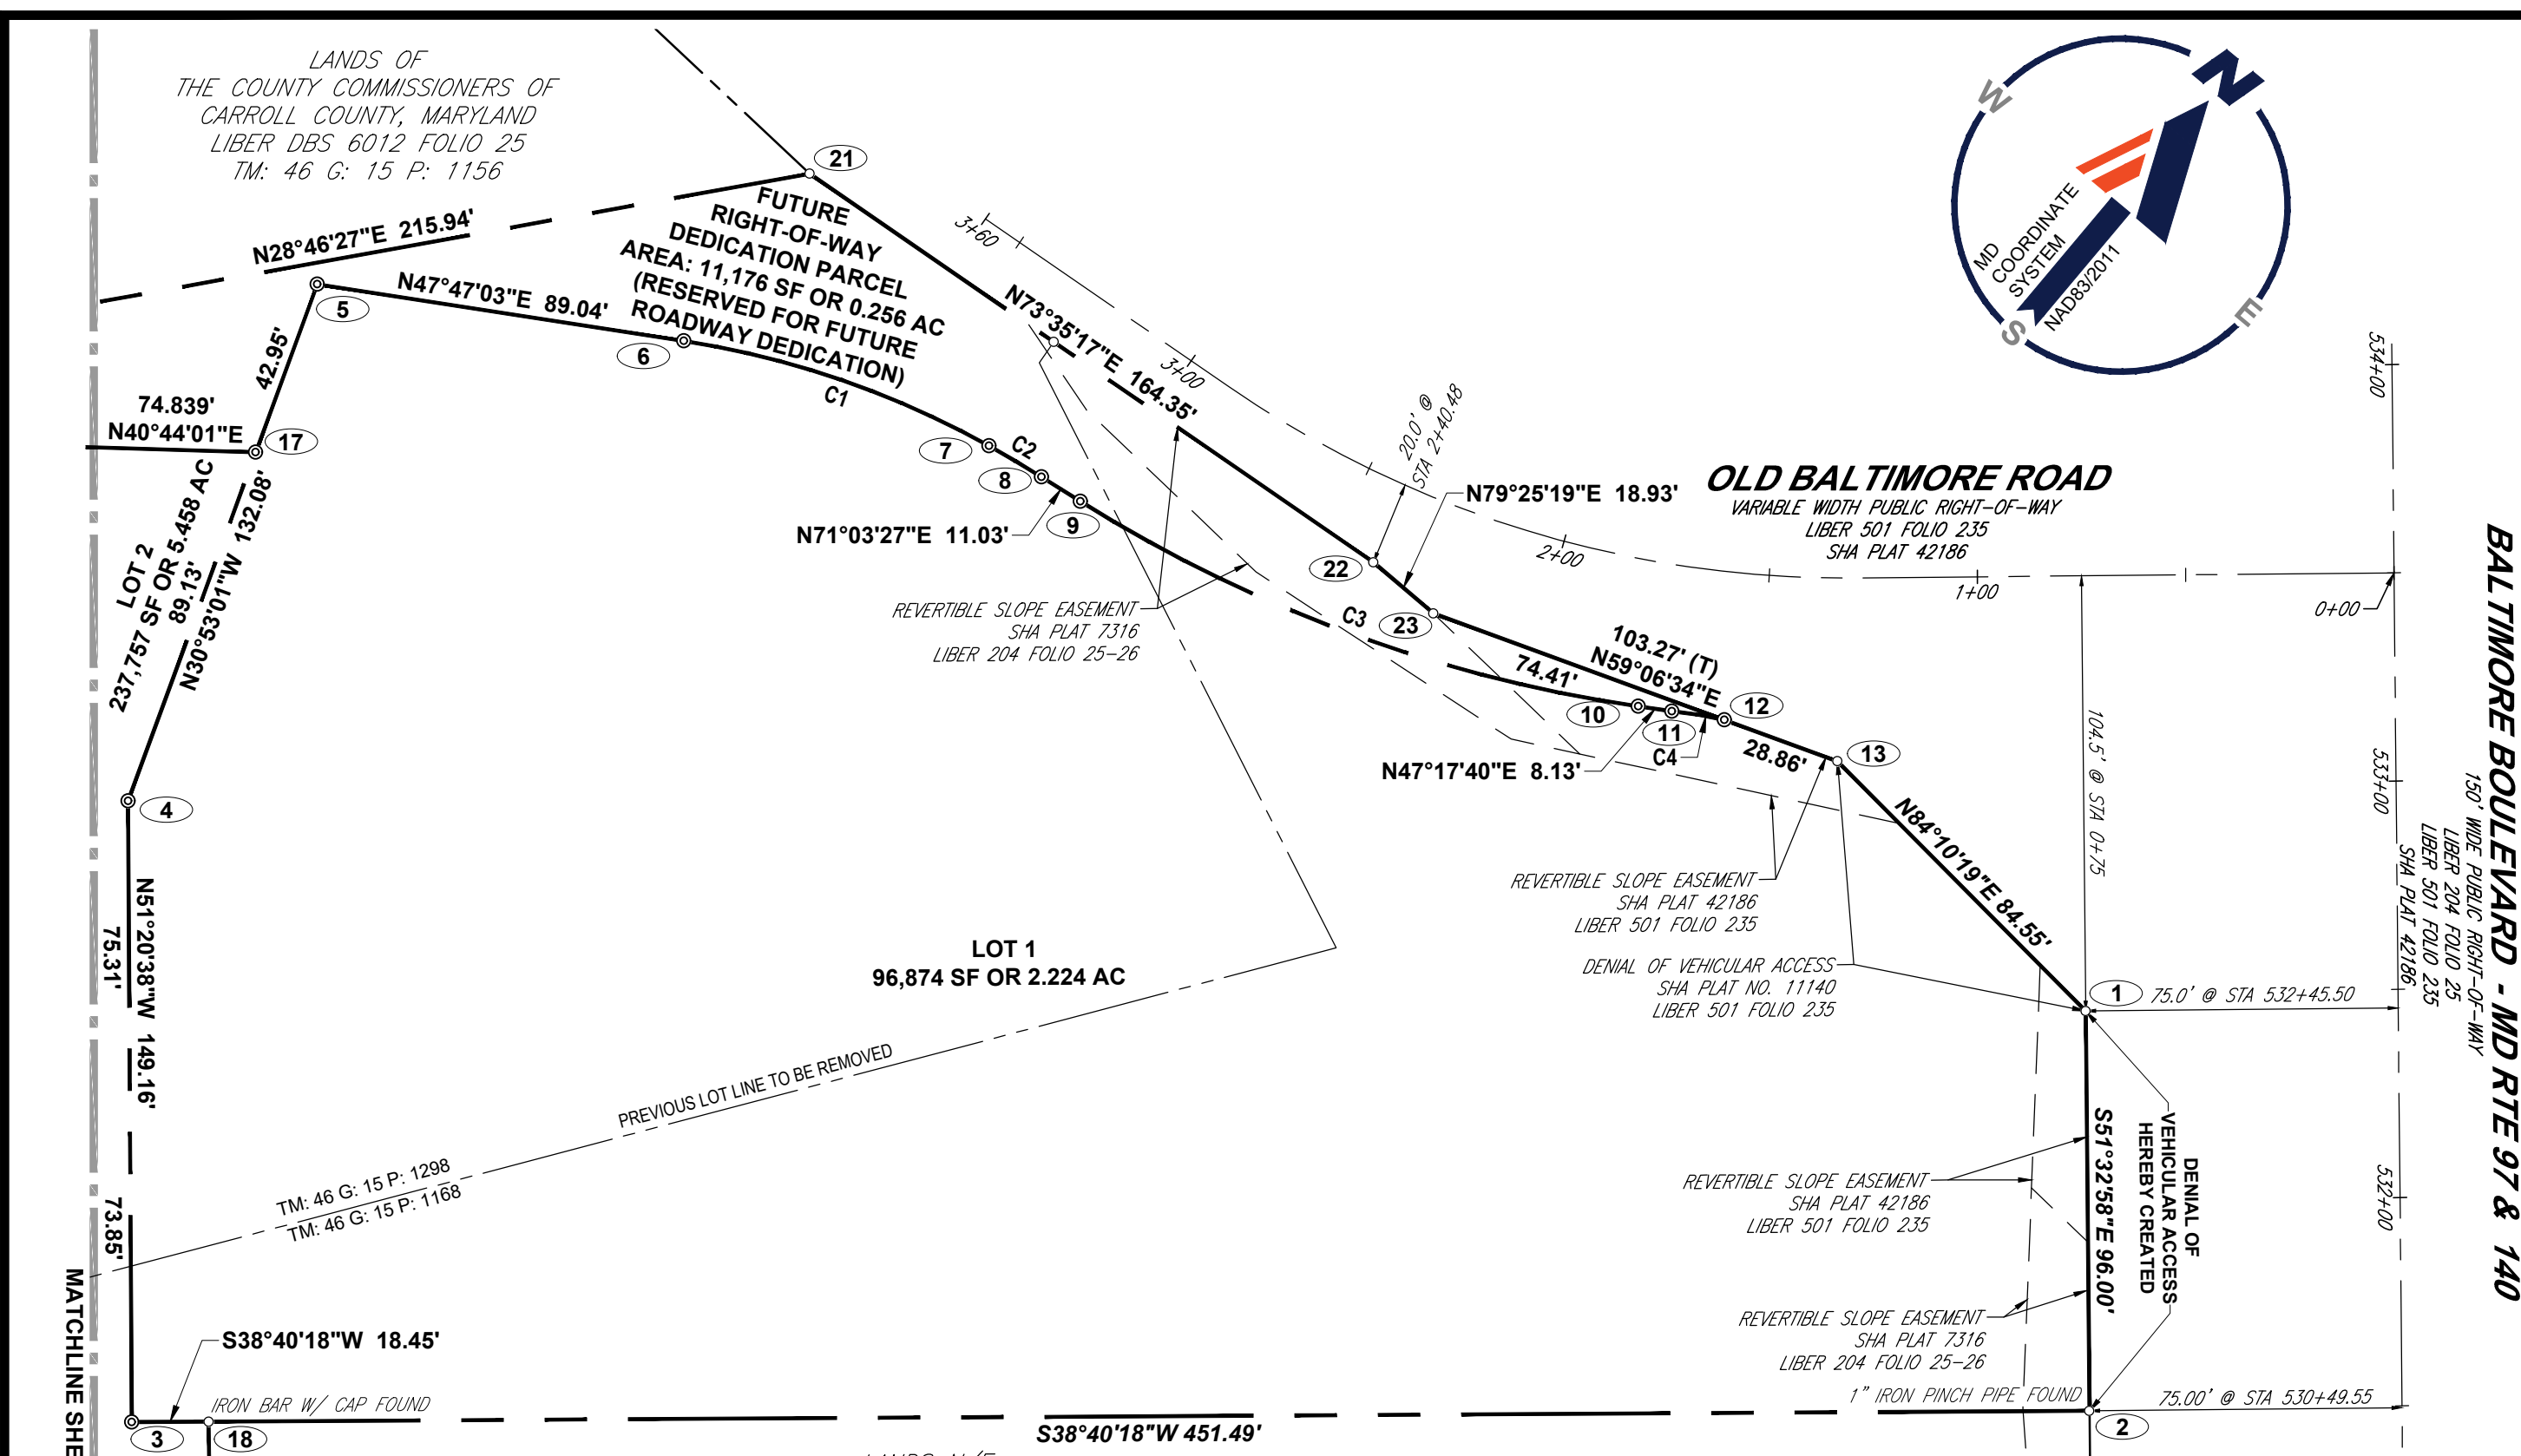 LANDS OF
THE COUNTY COMMISSIONERS OF
CARROLL COUNTY, MARYLAND
LIBER DBS 6012 FOLIO 25
TM: 46 G: 15 P: 1156
21
N28°46'27"E 215.94'
FUTURE
RIGHT-OF-WAY
DEDICATION PARCEL
AREA: 11,176 SF OR 0.256 AC
(RESERVED FOR FUTURE
ROADWAY DEDICATION)
N
W
E
S
MD
COORDINATE
SYSTEM
NAD83/2011
3+60
5
N47°47'03"E 89.04'
6
C1
42.95'
74.839'
N40°44'01"E
17
N73°35'17"E 164.35'
3+00
20.0' @
STA 2+40.48
534+00
7
C2
8
9
N71°03'27"E 11.03'
N79°25'19"E 18.93'
OLD BALTIMORE ROAD
VARIABLE WIDTH PUBLIC RIGHT-OF-WAY
LIBER 501 FOLIO 235
SHA PLAT 42186
2+00
1+00
0+00
LOT 2
237,757 SF OR 5.458 AC
89.13'
N30°53'01"W 132.08'
REVERTIBLE SLOPE EASEMENT
SHA PLAT 7316
LIBER 204 FOLIO 25-26
22
23
C3
103.27' (T)
N59°06'34"E
74.41'
10
11
12
C4
28.86'
13
N47°17'40"E 8.13'
104.5' @ STA 0+75
533+00
BALTIMORE BOULEVARD - MD RTE 97 & 140
150' WIDE PUBLIC RIGHT-OF-WAY
LIBER 204 FOLIO 25
LIBER 501 FOLIO 235
SHA PLAT 42186
4
N51°20'38"W 149.16'
75.31'
73.85'
N84°10'19"E 84.55'
REVERTIBLE SLOPE EASEMENT
SHA PLAT 42186
LIBER 501 FOLIO 235
LOT 1
96,874 SF OR 2.224 AC
DENIAL OF VEHICULAR ACCESS
SHA PLAT NO. 11140
LIBER 501 FOLIO 235
1
75.0' @ STA 532+45.50
PREVIOUS LOT LINE TO BE REMOVED
TM: 46 G: 15 P: 1298
TM: 46 G: 15 P: 1168
S51°32'58"E 96.00'
DENIAL OF
VEHICULAR ACCESS
HEREBY CREATED
532+00
REVERTIBLE SLOPE EASEMENT
SHA PLAT 42186
LIBER 501 FOLIO 235
REVERTIBLE SLOPE EASEMENT
SHA PLAT 7316
LIBER 204 FOLIO 25-26
MATCHLINE SHE
S38°40'18"W 18.45'
IRON BAR W/ CAP FOUND
3
18
1" IRON PINCH PIPE FOUND
75.00' @ STA 530+49.55
2
S38°40'18"W 451.49'
LANDS N/F